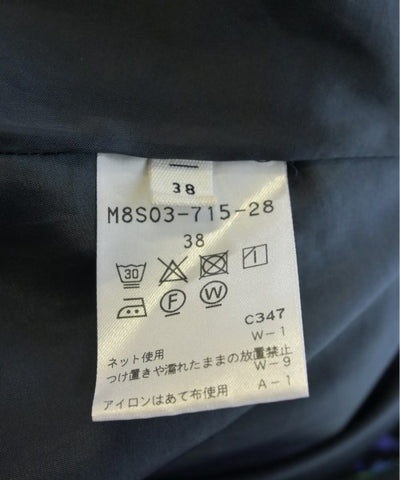 38
M8S03-715-28
38
30
F W
C347
W-1
ネット使用
つけ置きや濡れたままの放置禁止
W-9
アイロンはあて布使用
A-1